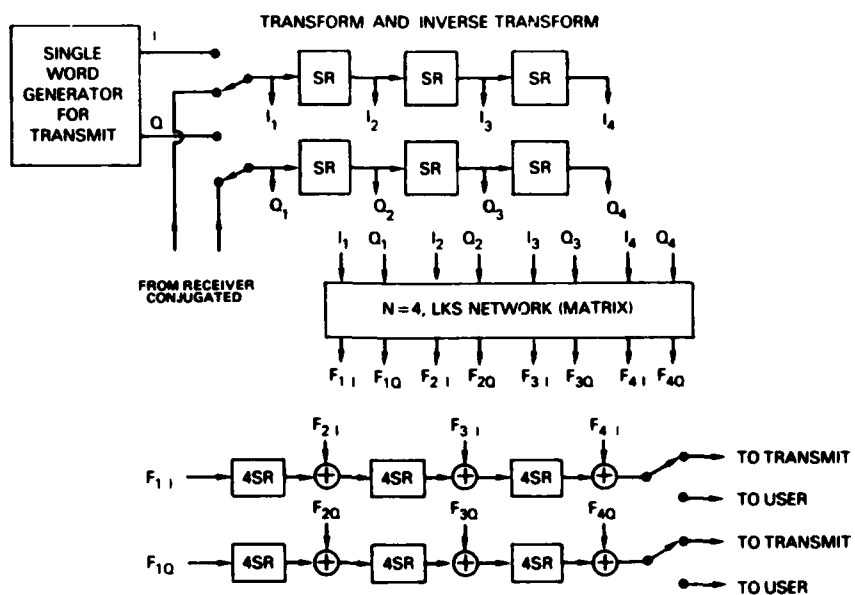 TRANSFORM AND INVERSE TRANSFORM
SINGLE
WORD
GENERATOR
FOR
TRANSMIT
I
Q
SR SR SR
I1 I2 I3 I4
SR SR SR
Q1 Q2 Q3 Q4
FROM RECEIVER
CONJUGATED
I1 Q1 I2 Q2 I3 Q3 I4 Q4
N = 4, LKS NETWORK (MATRIX)
F1I F1Q F2I F2Q F3I F3Q F4I F4Q
F2I F3I F4I
F1I 4SR 4SR 4SR TO TRANSMIT
TO USER
F2Q F3Q F4Q
F1Q 4SR 4SR 4SR TO TRANSMIT
TO USER